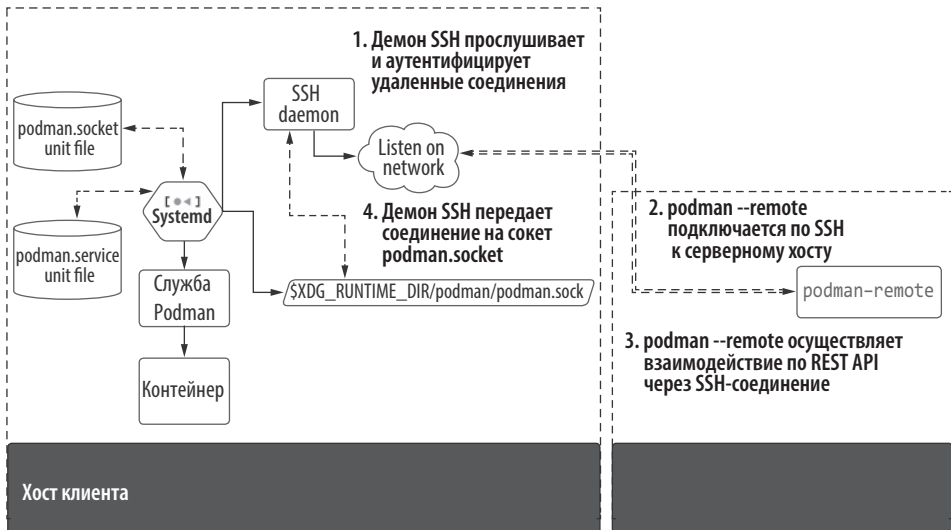 1. Демон SSH прослушивает
и аутентифицирует
удаленные соединения
SSH
daemon
podman.socket
unit file
Listen on
network
Systemd
podman.service
unit file
4. Демон SSH передает
соединение на сокет
podman.socket
2. podman --remote
подключается по SSH
к серверному хосту
Служба
Podman
$XDG_RUNTIME_DIR/podman/podman.sock
podman-remote
3. podman --remote осуществляет
взаимодействие по REST API
через SSH-соединение
Контейнер
Хост клиента